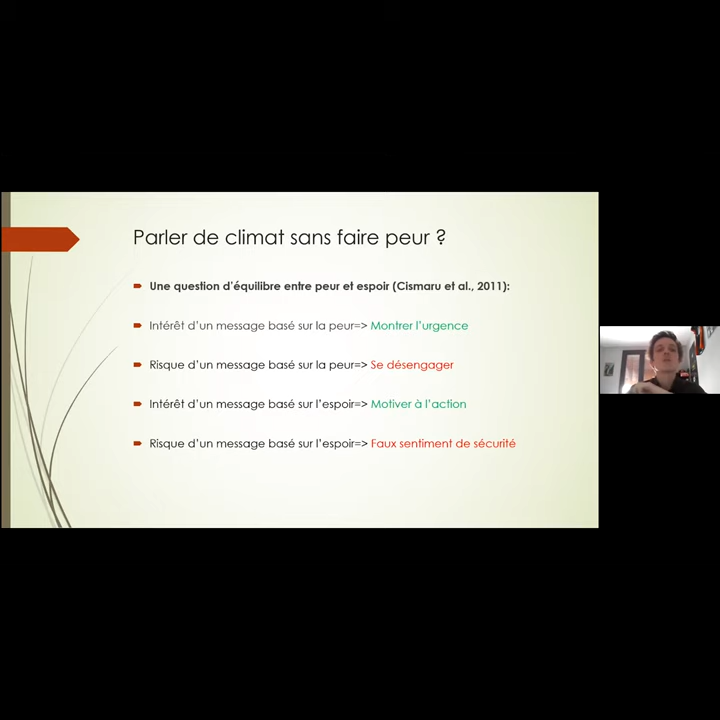 Parler de climat sans faire peur ?
Une question d'équilibre entre peur et espoir (Cismaru et al., 2011):
Intérêt d'un message basé sur la peur=> Montrer l'urgence
Risque d'un message basé sur la peur=> Se désengager
Intérêt d'un message basé sur l'espoir=> Motiver à l'action
Risque d'un message basé sur l'espoir=> Faux sentiment de sécurité